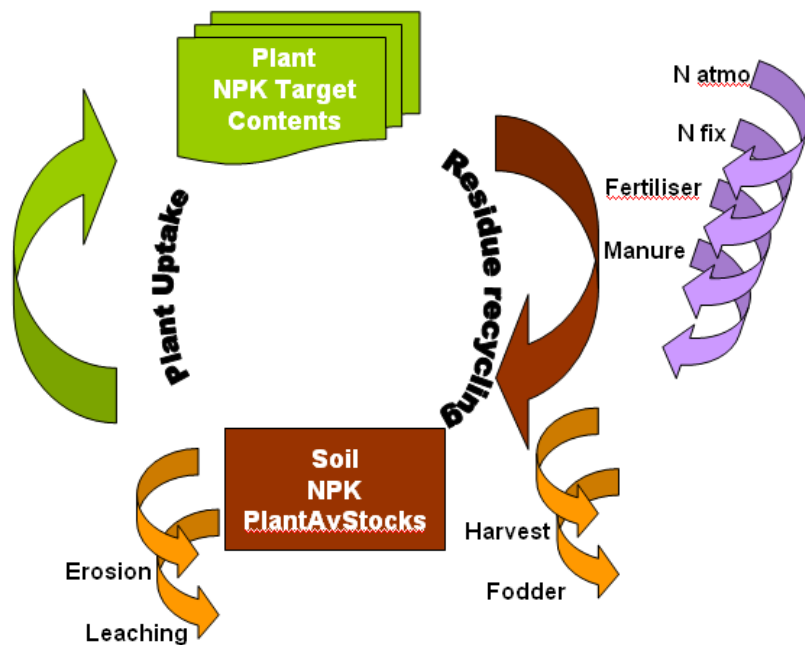 Plant
NPK Target
Contents
N atmo
N fix
Fertiliser
Manure
Plant Uptake
Residue recycling
Soil
NPK
PlantAvStocks
Harvest
Fodder
Erosion
Leaching